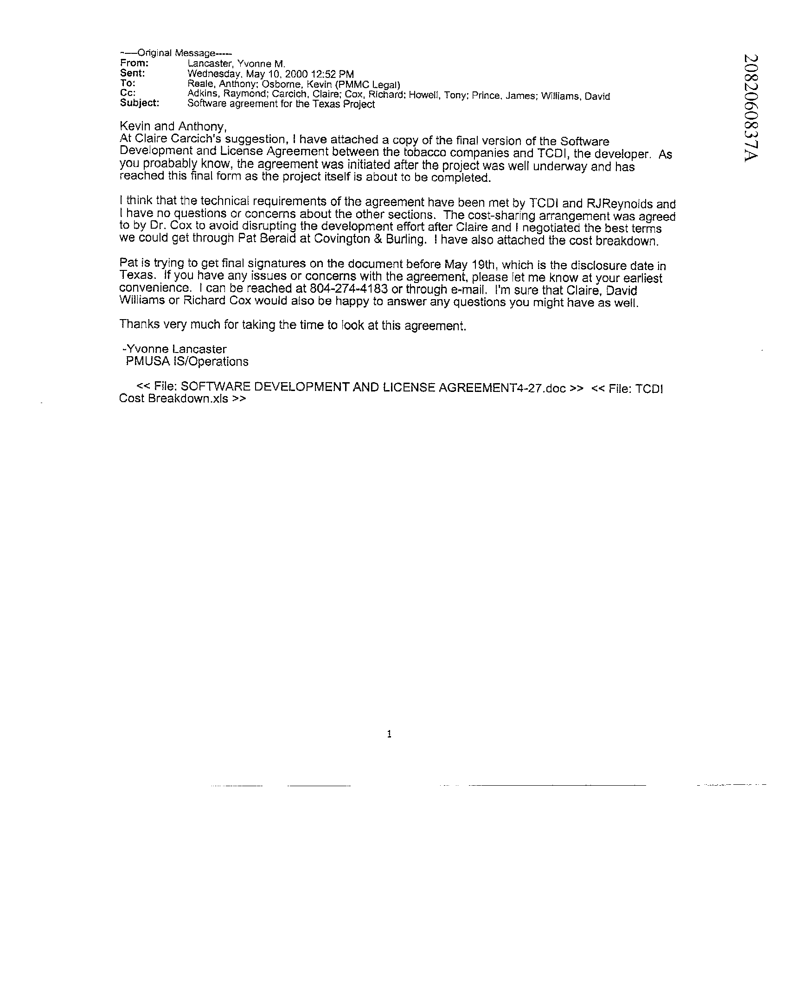 -----Original Message-----
From: Lancaster, Yvonne M.
Sent: Wednesday, May 10, 2000 12:52 PM
To: Reale, Anthony; Osborne, Kevin (PMMC Legal)
Cc: Adkins, Raymond; Carcich, Claire; Cox, Richard; Howell, Tony; Prince, James; Williams, David
Subject: Software agreement for the Texas Project
Kevin and Anthony,
At Claire Carcich's suggestion, I have attached a copy of the final version of the Software
Development and License Agreement between the tobacco companies and TCDI, the developer. As
you proabably know, the agreement was initiated after the project was well underway and has
reached this final form as the project itself is about to be completed.
I think that the technical requirements of the agreement have been met by TCDI and RJReynolds and
I have no questions or concerns about the other sections. The cost-sharing arrangement was agreed
to by Dr. Cox to avoid disrupting the development effort after Claire and I negotiated the best terms
we could get through Pat Beraid at Covington & Burling. I have also attached the cost breakdown.
Pat is trying to get final signatures on the document before May 19th, which is the disclosure date in
Texas. If you have any issues or concerns with the agreement, please let me know at your earliest
convenience. I can be reached at 804-274-4183 or through e-mail. I'm sure that Claire, David
Williams or Richard Cox would also be happy to answer any questions you might have as well.
Thanks very much for taking the time to look at this agreement.
-Yvonne Lancaster
PMUSA IS/Operations
<< File: SOFTWARE DEVELOPMENT AND LICENSE AGREEMENT4-27.doc >> << File: TCDI
Cost Breakdown.xls >>
1
2082060837A